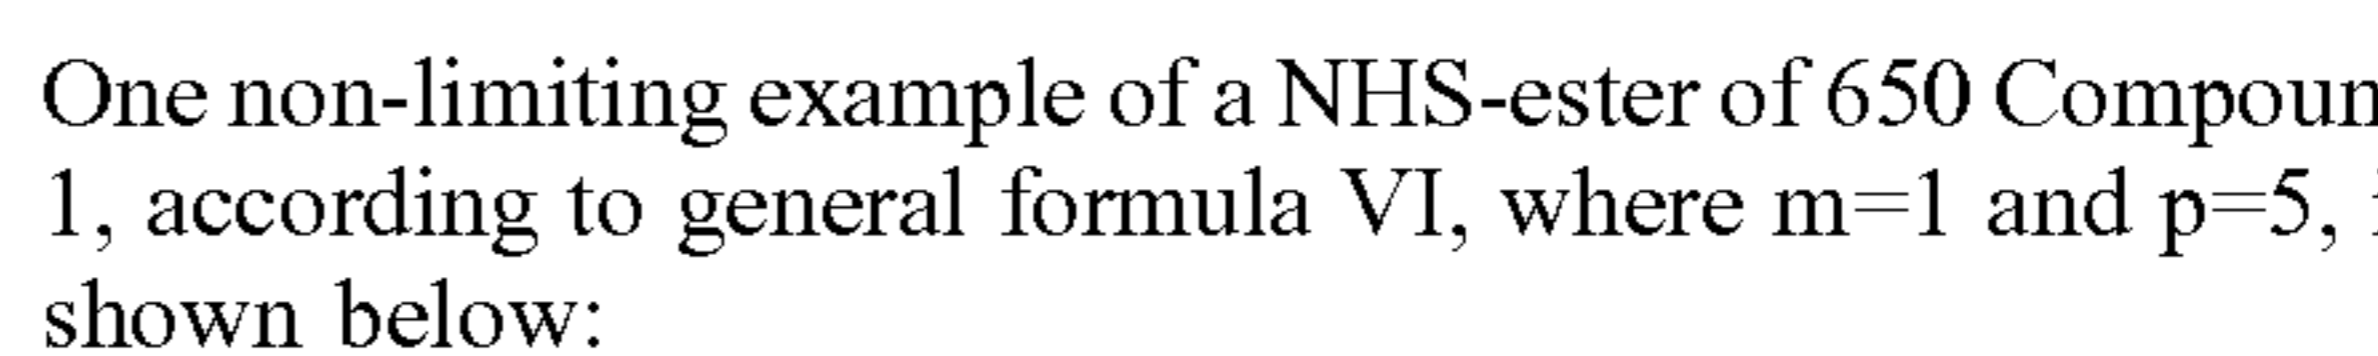 One non-limiting example of a NHS-ester of 650 Compoun
1, according to general formula VI, where m=1 and p=5,
shown below: